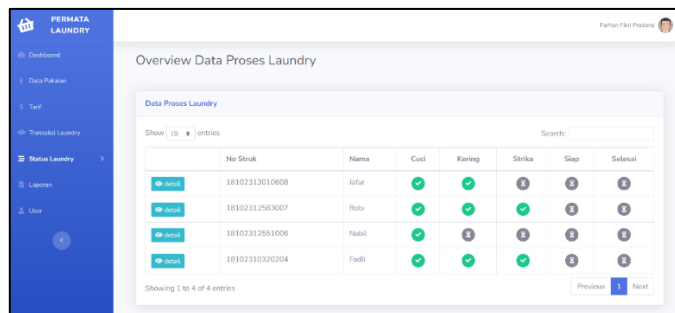 PERMATA
LAUNDRY
Farhan Fikri Pradana
Dashboard
Data Pakaian
Tarif
Transaksi Laundry
Status Laundry
Laporan
User
Overview Data Proses Laundry
Data Proses Laundry
Show 10 entries
Search:
No Struk Nama Cuci Kering Strika Siap Selesai
detail 18102313010608 Jafar
detail 18102312583007 Robi
detail 18102312551006 Nabil
detail 18102310320204 Fadli
Showing 1 to 4 of 4 entries
Previous 1 Next